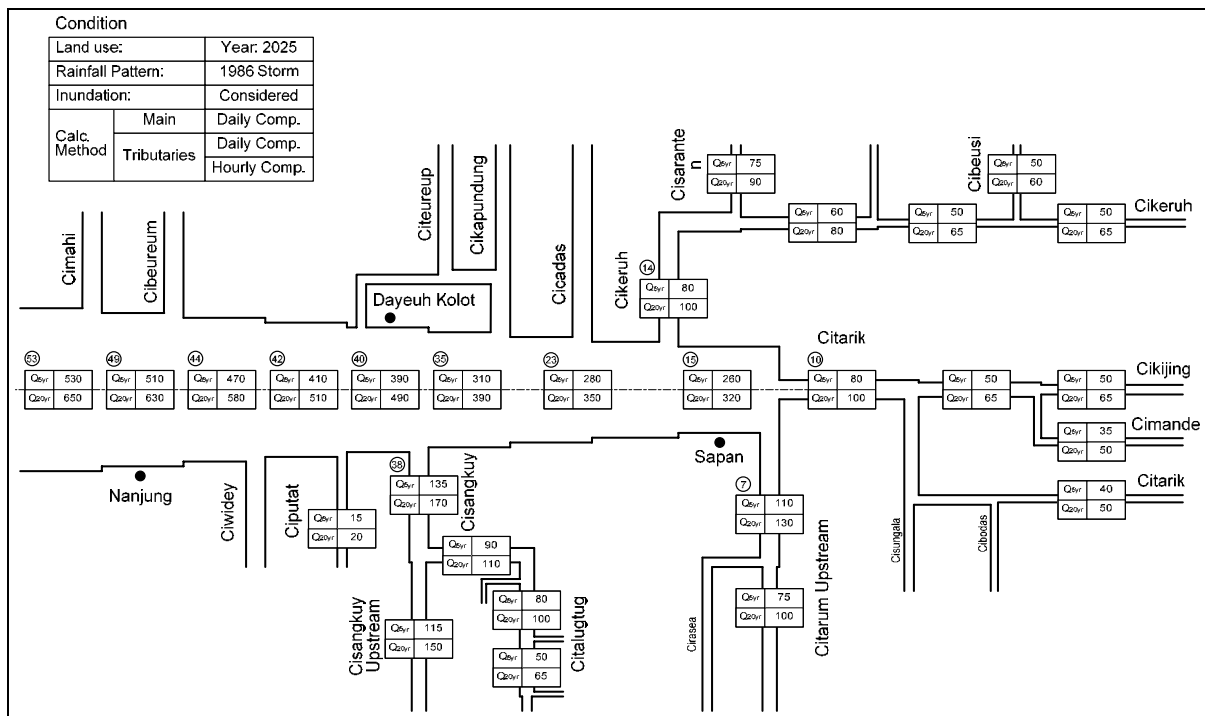 Condition
Land use: Year: 2025
Rainfall Pattern: 1986 Storm
Inundation: Considered
Calc. Method Main Daily Comp.
Tributaries Daily Comp.
Hourly Comp.
Cimahi
Cibeureum
Citeureup
Cikapundung
Cicadas
Cikeruh
Cisaranten
Cibeusi
Q5yr 75
Q20yr 90
Q5yr 50
Q20yr 60
Q5yr 60
Q20yr 80
Q5yr 50
Q20yr 65
Q5yr 50
Q20yr 65
Cikeruh
14
Q5yr 80
Q20yr 100
Dayeuh Kolot
Citarik
53
Q5yr 530
Q20yr 650
49
Q5yr 510
Q20yr 630
44
Q5yr 470
Q20yr 580
42
Q5yr 410
Q20yr 510
40
Q5yr 390
Q20yr 490
35
Q5yr 310
Q20yr 390
23
Q5yr 280
Q20yr 350
15
Q5yr 260
Q20yr 320
10
Q5yr 80
Q20yr 100
Q5yr 50
Q20yr 65
Q5yr 50
Q20yr 65
Cikijing
Q5yr 35
Q20yr 50
Cimande
Q5yr 40
Q20yr 50
Citarik
Nanjung
Sapan
Ciwidey
Ciputat
Q5yr 15
Q20yr 20
38
Q5yr 135
Q20yr 170
Cisangkuy
Q5yr 90
Q20yr 110
Q5yr 80
Q20yr 100
Q5yr 50
Q20yr 65
Citalugtug
Cisangkuy
Upstream
Q5yr 115
Q20yr 150
7
Q5yr 110
Q20yr 130
Q5yr 75
Q20yr 100
Cirasea
Citarum Upstream
Cisungala
Cibodas